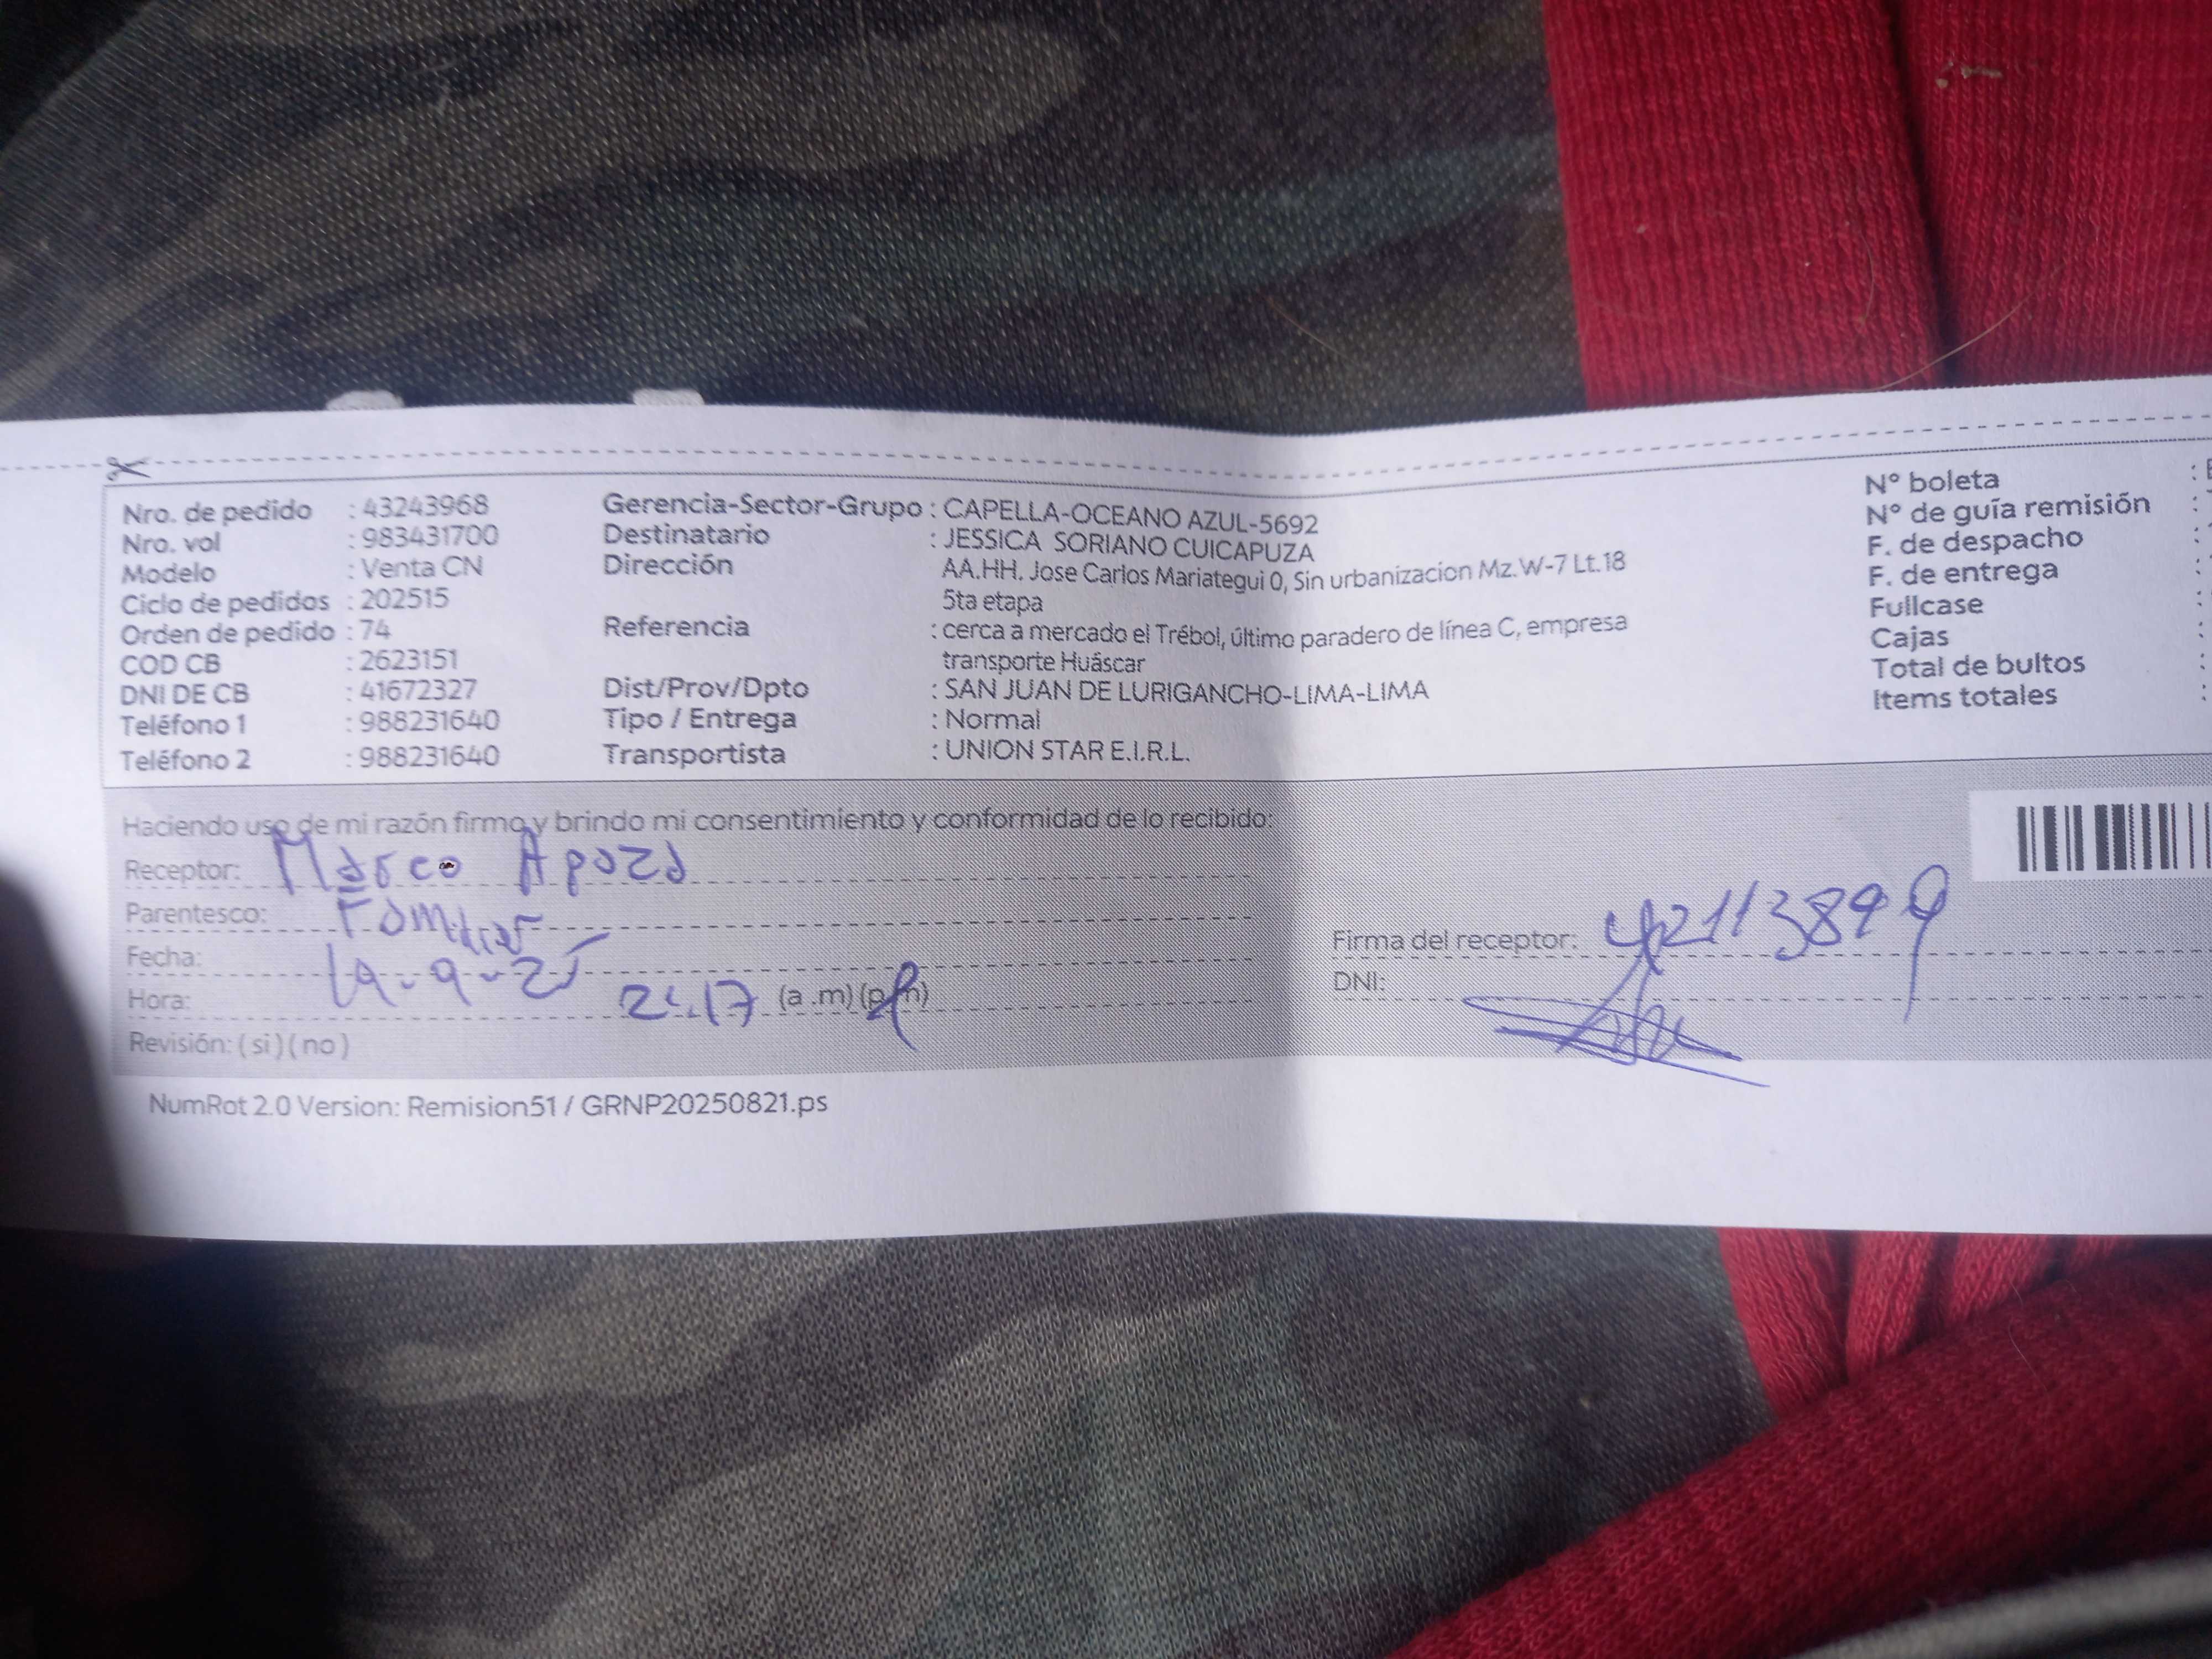 Nro. de pedido : 43243968
Nro. vol : 983431700
Modelo : Venta CN
Ciclo de pedidos : 202515
Orden de pedido : 74
COD CB : 2623151
DNI DE CB : 41672327
Teléfono 1 : 988231640
Teléfono 2 : 988231640
Gerencia-Sector-Grupo : CAPELLA-OCEANO AZUL-5692
Destinatario : JESSICA SORIANO CUICAPUZA
Dirección AA.HH. Jose Carlos Mariategui 0, Sin urbanizacion Mz.W-7 Lt.18
5ta etapa
Referencia : cerca a mercado el Trébol, último paradero de línea C, empresa
transporte Huáscar
Dist/Prov/Dpto : SAN JUAN DE LURIGANCHO-LIMA-LIMA
Tipo / Entrega : Normal
Transportista : UNION STAR E.I.R.L.
N° boleta :
N° de guía remisión :
F. de despacho :
F. de entrega :
Fullcase :
Cajas :
Total de bultos :
Items totales :
Haciendo uso de mi razón firmo y brindo mi consentimiento y conformidad de lo recibido:
Receptor: Marco Apaza
Parentesco: Familiar
Fecha: 19-9-25
Hora: (a.m) (p.m)
Revisión: ( si ) ( no )
Firma del receptor: 42113899
DNI:
NumRot 2.0 Version: Remision51 / GRNP20250821.ps